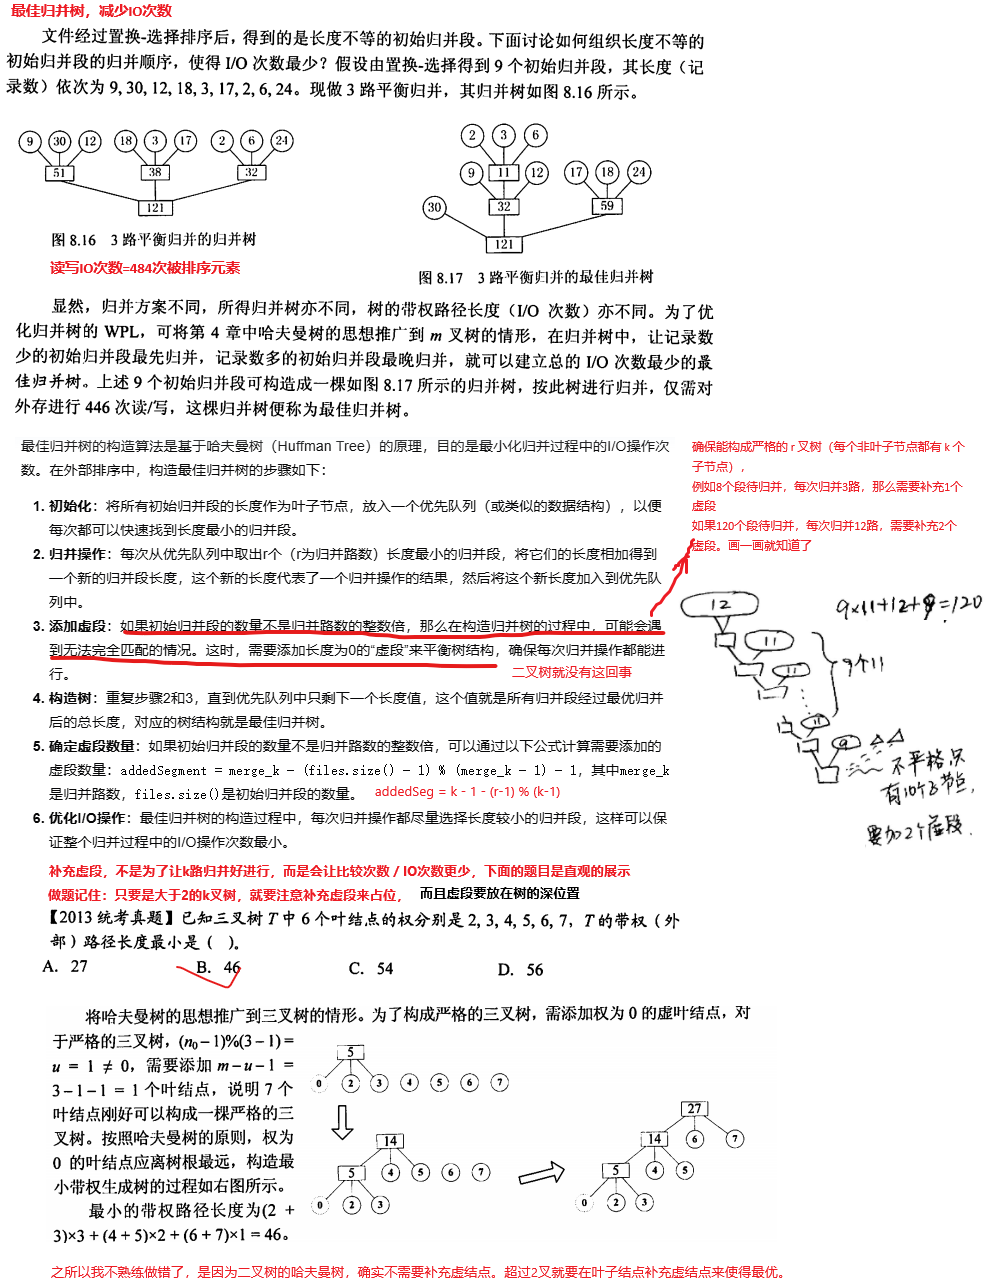 最佳归并树，减少IO次数
文件经过置换-选择排序后，得到的是长度不等的初始归并段。下面讨论如何组织长度不等的
初始归并段的归并顺序，使得 I/O 次数最少？假设由置换-选择得到 9 个初始归并段，其长度（记
录数）依次为 9, 30, 12, 18, 3, 17, 2, 6, 24。现做 3 路平衡归并，其归并树如图 8.16 所示。
9 30 12 18 3 17 2 6 24
51 38 32
121
图 8.16 3 路平衡归并的归并树
读写IO次数=484次被排序元素
2 3 6
9 11 12 17 18 24
30 32 59
121
图 8.17 3 路平衡归并的最佳归并树
显然，归并方案不同，所得归并树亦不同，树的带权路径长度（I/O 次数）亦不同。为了优
化归并树的 WPL，可将第 4 章中哈夫曼树的思想推广到 m 叉树的情形，在归并树中，让记录数
少的初始归并段最先归并，记录数多的初始归并段最晚归并，就可以建立总的 I/O 次数最少的最
佳归并树。上述 9 个初始归并段可构造成一棵如图 8.17 所示的归并树，按此树进行归并，仅需对
外存进行 446 次读/写，这棵归并树便称为最佳归并树。
最佳归并树的构造算法是基于哈夫曼树（Huffman Tree）的原理，目的是最小化归并过程中的I/O操作次
数。在外部排序中，构造最佳归并树的步骤如下：
1. 初始化：将所有初始归并段的长度作为叶子节点，放入一个优先队列（或类似的数据结构），以便
每次都可以快速找到长度最小的归并段。
2. 归并操作：每次从优先队列中取出r个（r为归并路数）长度最小的归并段，将它们的长度相加得到
一个新的归并段长度，这个新的长度代表了一个归并操作的结果，然后将这个新长度加入到优先队
列中。
3. 添加虚段：如果初始归并段的数量不是归并路数的整数倍，那么在构造归并树的过程中，可能会遇
到无法完全匹配的情况。这时，需要添加长度为0的“虚段”来平衡树结构，确保每次归并操作都能进
行。
二叉树就没有这回事
4. 构造树：重复步骤2和3，直到优先队列中只剩下一个长度值，这个值就是所有归并段经过最优归并
后的总长度，对应的树结构就是最佳归并树。
5. 确定虚段数量：如果初始归并段的数量不是归并路数的整数倍，可以通过以下公式计算需要添加的
虚段数量：addedSegment = merge_k - (files.size() - 1) % (merge_k - 1) - 1，其中merge_k
是归并路数，files.size()是初始归并段的数量。 addedSeg = k - 1 - (r-1) % (k-1)
6. 优化I/O操作：最佳归并树的构造过程中，每次归并操作都尽量选择长度较小的归并段，这样可以保
证整个归并过程中的I/O操作次数最小。
确保能构成严格的 r 叉树（每个非叶子节点都有 k 个
子节点），
例如8个段待归并，每次归并3路，那么需要补充1个
虚段
如果120个段待归并，每次归并12路，需要补充2个
虚段。画一画就知道了
12
9×11+12+9=120
11
11
9个11
11
9
不严格只
有10个子节点，
要加2个虚段.
补充虚段，不是为了让k路归并好进行，而是会让比较次数 / IO次数更少，下面的题目是直观的展示
做题记住：只要是大于2的k叉树，就要注意补充虚段来占位， 而且虚段要放在树的深位置
【2013 统考真题】已知三叉树 T 中 6 个叶结点的权分别是 2, 3, 4, 5, 6, 7，T 的带权（外
部）路径长度最小是（ ）。
A. 27 B. 46 C. 54 D. 56
将哈夫曼树的思想推广到三叉树的情形。为了构成严格的三叉树，需添加权为 0 的虚叶结点，对
于严格的三叉树，(n₀-1)%(3-1) =
u = 1 ≠ 0，需要添加 m-u-1 =
3-1-1 = 1 个叶结点，说明 7 个
叶结点刚好可以构成一棵严格的三
叉树。按照哈夫曼树的原则，权为
0 的叶结点应离树根最远，构造最
小带权生成树的过程如右图所示。
最小的带权路径长度为(2 +
3)×3 + (4 + 5)×2 + (6 + 7)×1 = 46。
5
0 2 3 4 5 6 7
14
5 4 5 6 7
0 2 3
27
14 6 7
5 4 5
0 2 3
之所以我不熟练做错了，是因为二叉树的哈夫曼树，确实不需要补充虚结点。超过2叉就要在叶子结点补充虚结点来使得最优。